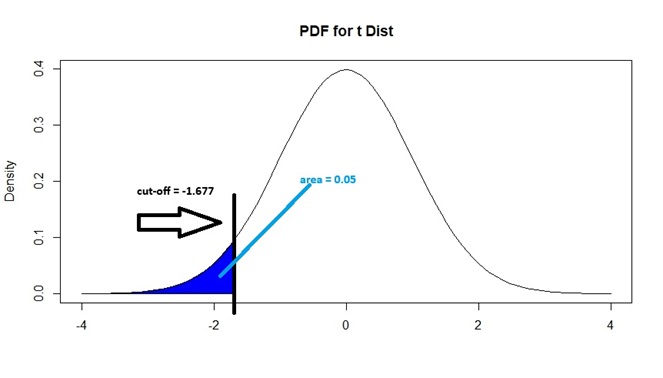 PDF for t Dist
Density
0.4
0.3
0.2
0.1
0.0
cut-off = -1.677
area = 0.05
-4
-2
0
2
4